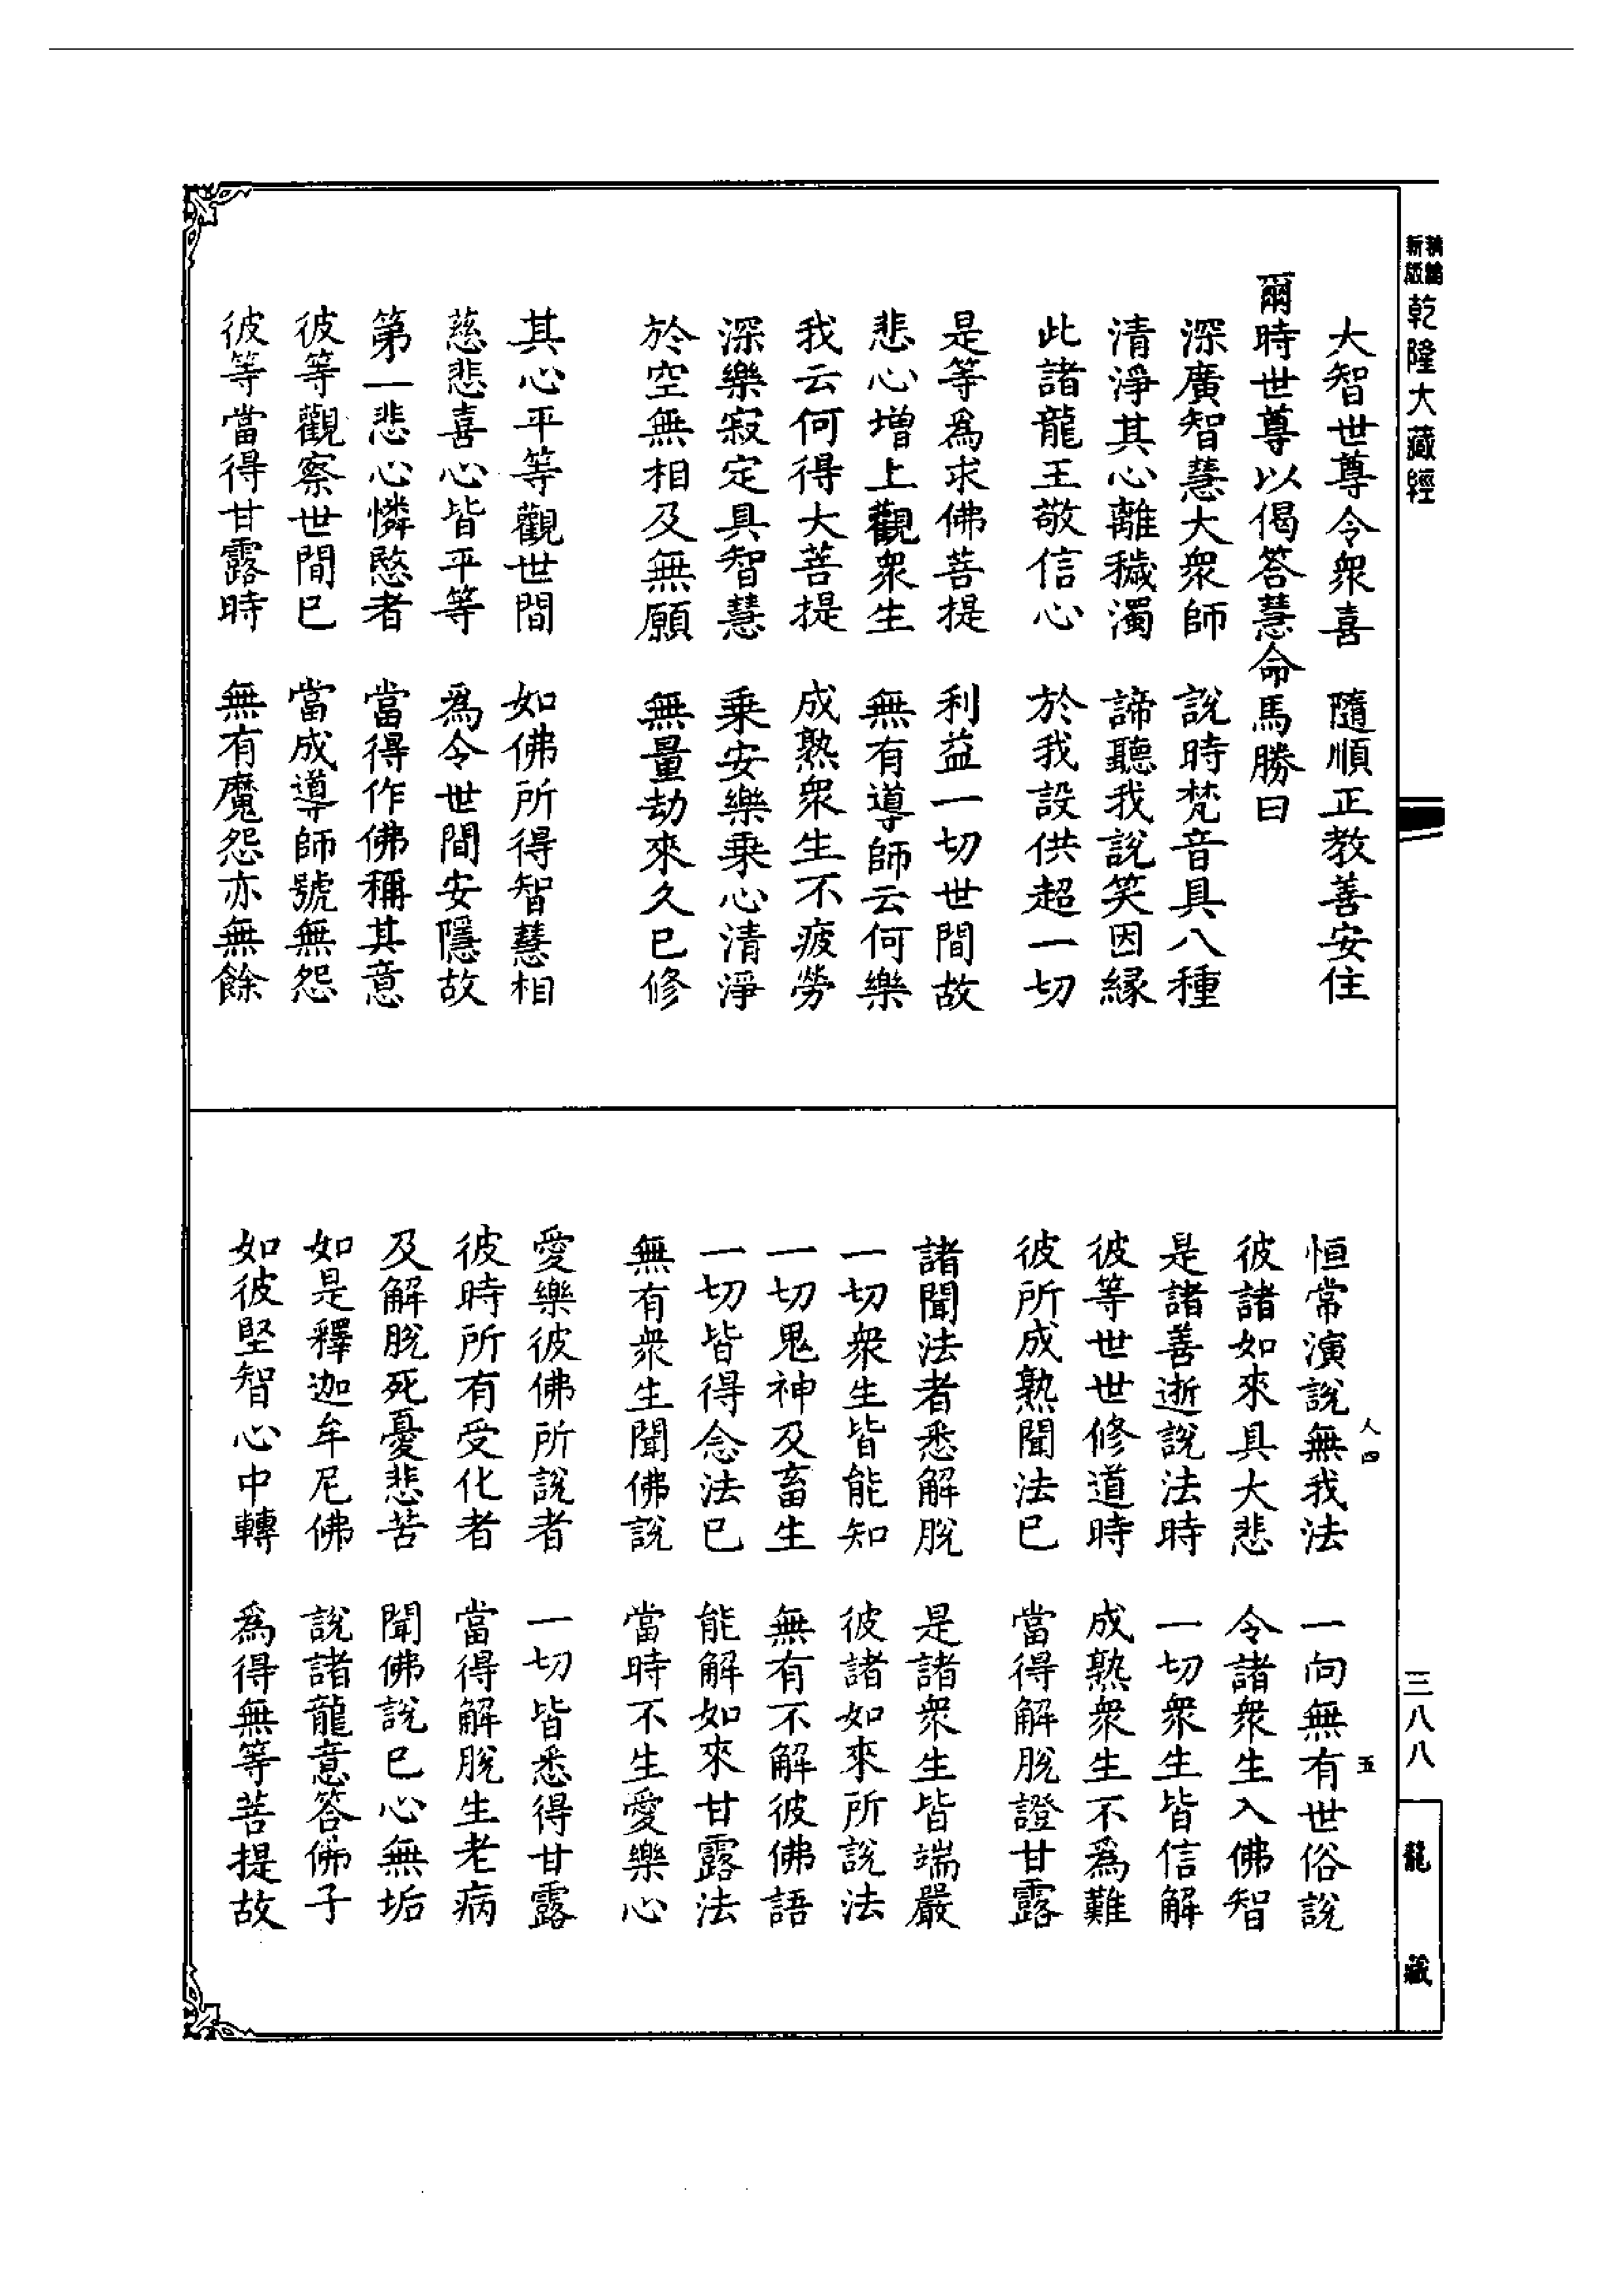 新版精編乾隆大藏經
大智世尊令衆喜　隨順正教善安住
爾時世尊以偈答慧命馬勝曰
深廣智慧大衆師　說時梵音具八種
清淨其心離穢濁　諦聽我說笑因緣
此諸龍王敬信心　於我設供超一切
是等爲求佛菩提　利益一切世間故
悲心增上觀衆生　無有導師云何樂
我云何得大菩提　成熟衆生不疲勞
深樂寂定具智慧　乗安樂乗心清淨
於空無相及無願　無量劫來久已修
其心平等觀世間　如佛所得智慧相
慈悲喜心皆平等　爲令世間安隱故
第一悲心憐愍者　當得作佛稱其意
彼等觀察世間已　當成導師號無怨
彼等當得甘露時　無有魔怨亦無餘
恒常演說無我法　一向無有世俗說
人四　五
彼諸如來具大悲　令諸衆生入佛智
是諸善逝說法時　一切衆生皆信解
彼等世世修道時　成熟衆生不爲難
彼所成熟聞法已　當得解脫證甘露
諸聞法者悉解脫　是諸衆生皆端嚴
一切衆生皆能知　彼諸如來所說法
一切鬼神及畜生　無有不解彼佛語
一切皆得念法已　能解如來甘露法
無有衆生聞佛說　當時不生愛樂心
愛樂彼佛所說者　一切皆悉得甘露
彼時所有受化者　當得解脫生老病
及解脫死憂悲苦　聞佛說已心無垢
如是釋迦牟尼佛　說諸龍意答佛子
如彼堅智心中轉　爲得無等菩提故
三八八
龍藏